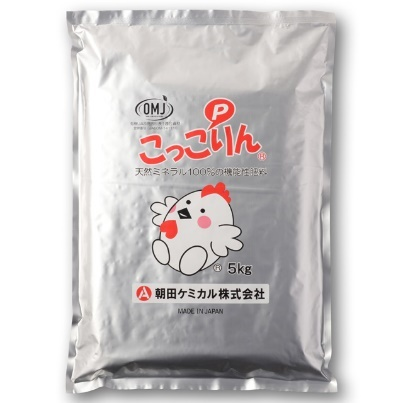 OMJ
P
こっこりん®
天然ミネラル100%の機能性肥料
® 5kg
A 朝田ケミカル株式会社
MADE IN JAPAN